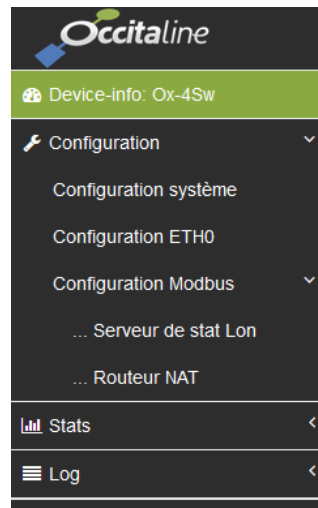 Occitaline
Device-info: Ox-4Sw
Configuration
Configuration système
Configuration ETH0
Configuration Modbus
... Serveur de stat Lon
... Routeur NAT
Stats
Log